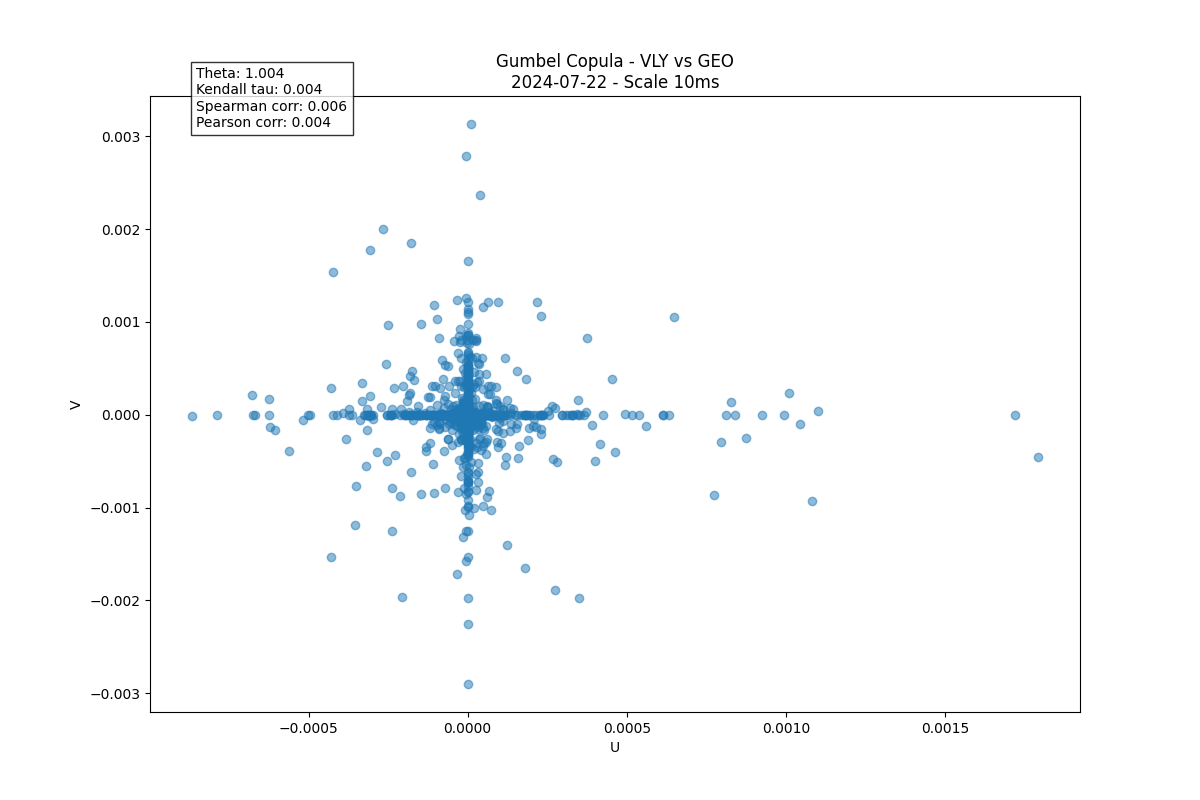 Gumbel Copula - VLY vs GEO
2024-07-22 - Scale 10ms
Theta: 1.004
Kendall tau: 0.004
Spearman corr: 0.006
Pearson corr: 0.004
V
0.003
0.002
0.001
0.000
−0.001
−0.002
−0.003
−0.0005 0.0000 0.0005 0.0010 0.0015
U